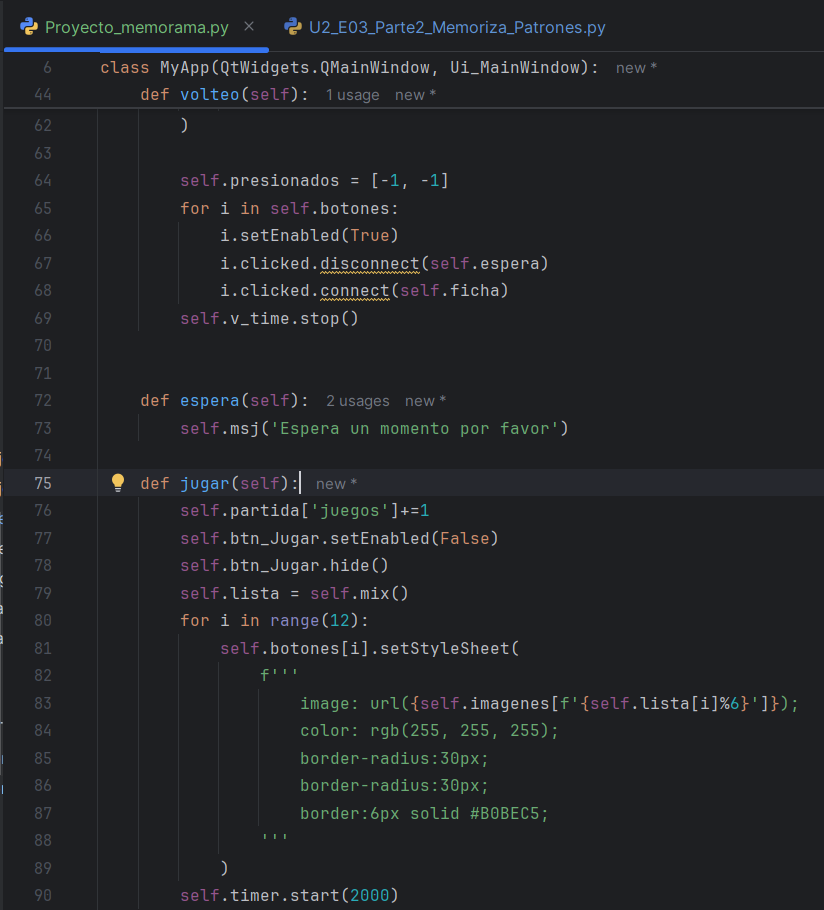 Proyecto_memorama.py × U2_E03_Parte2_Memoriza_Patrones.py
6 class MyApp(QtWidgets.QMainWindow, Ui_MainWindow): new *
44 def volteo(self): 1 usage new *
62 )
63
64 self.presionados = [-1, -1]
65 for i in self.botones:
66 i.setEnabled(True)
67 i.clicked.disconnect(self.espera)
68 i.clicked.connect(self.ficha)
69 self.v_time.stop()
70
71
72 def espera(self): 2 usages new *
73 self.msj('Espera un momento por favor')
74
75 def jugar(self): new *
76 self.partida['juegos']+=1
77 self.btn_Jugar.setEnabled(False)
78 self.btn_Jugar.hide()
79 self.lista = self.mix()
80 for i in range(12):
81 self.botones[i].setStyleSheet(
82 f'''
83 image: url({self.imagenes[f'{self.lista[i]%6}']});
84 color: rgb(255, 255, 255);
85 border-radius:30px;
86 border-radius:30px;
87 border:6px solid #B0BEC5;
88 '''
89 )
90 self.timer.start(2000)